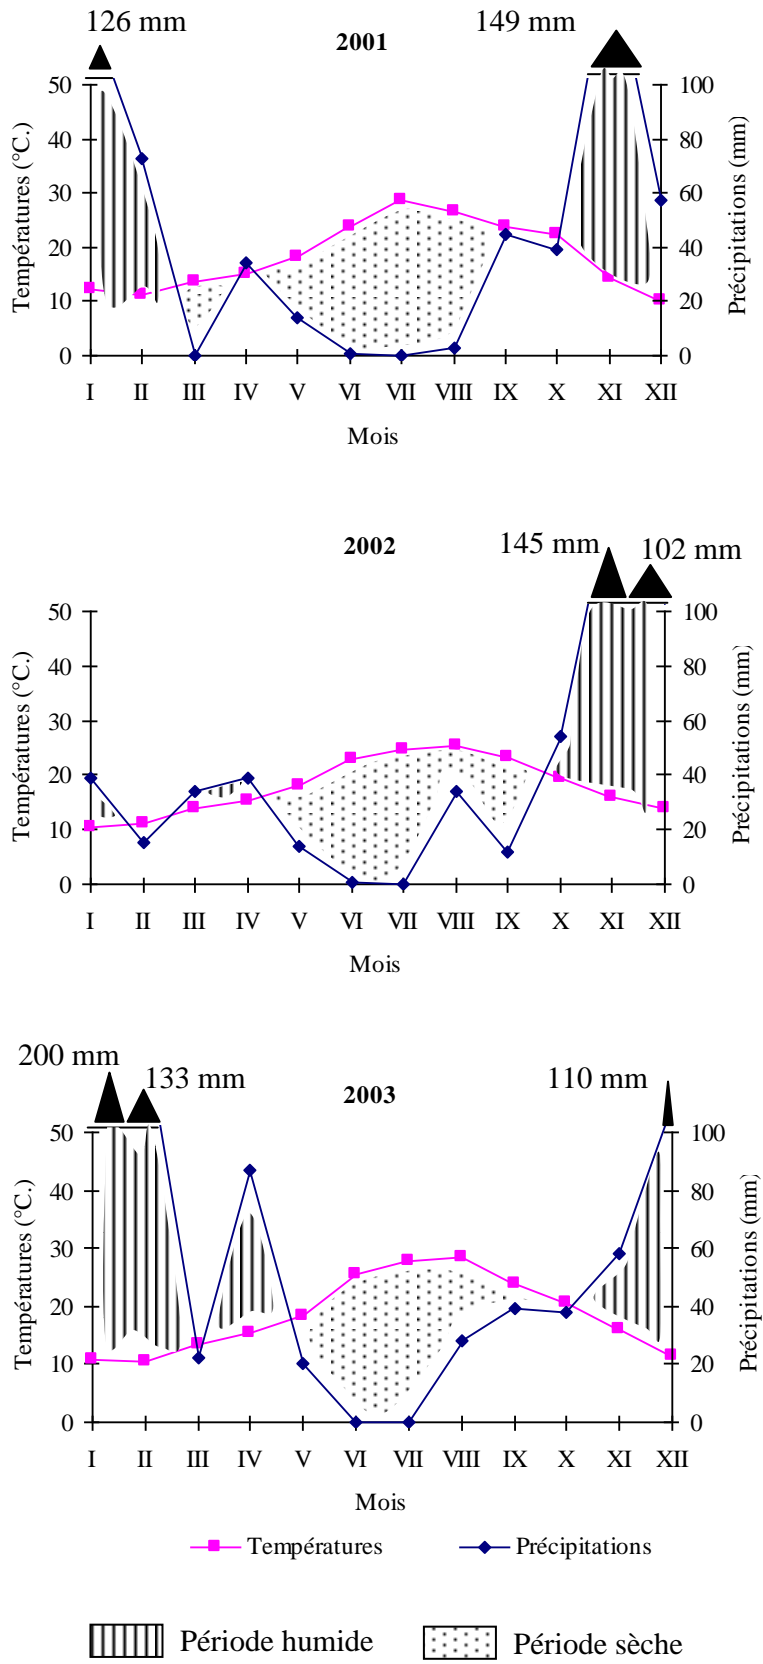 126 mm 2001 149 mm
Températures (°C.)
50
40
30
20
10
0
100
80
60
40
20
0
Précipitations (mm)
I II III IV V VI VII VIII IX X XI XII
Mois
2002 145 mm 102 mm
Températures (°C.)
50
40
30
20
10
0
100
80
60
40
20
0
Précipitations (mm)
I II III IV V VI VII VIII IX X XI XII
Mois
200 mm 133 mm 2003 110 mm
Températures (°C.)
50
40
30
20
10
0
100
80
60
40
20
0
Précipitations (mm)
I II III IV V VI VII VIII IX X XI XII
Mois
Températures Précipitations
Période humide Période sèche